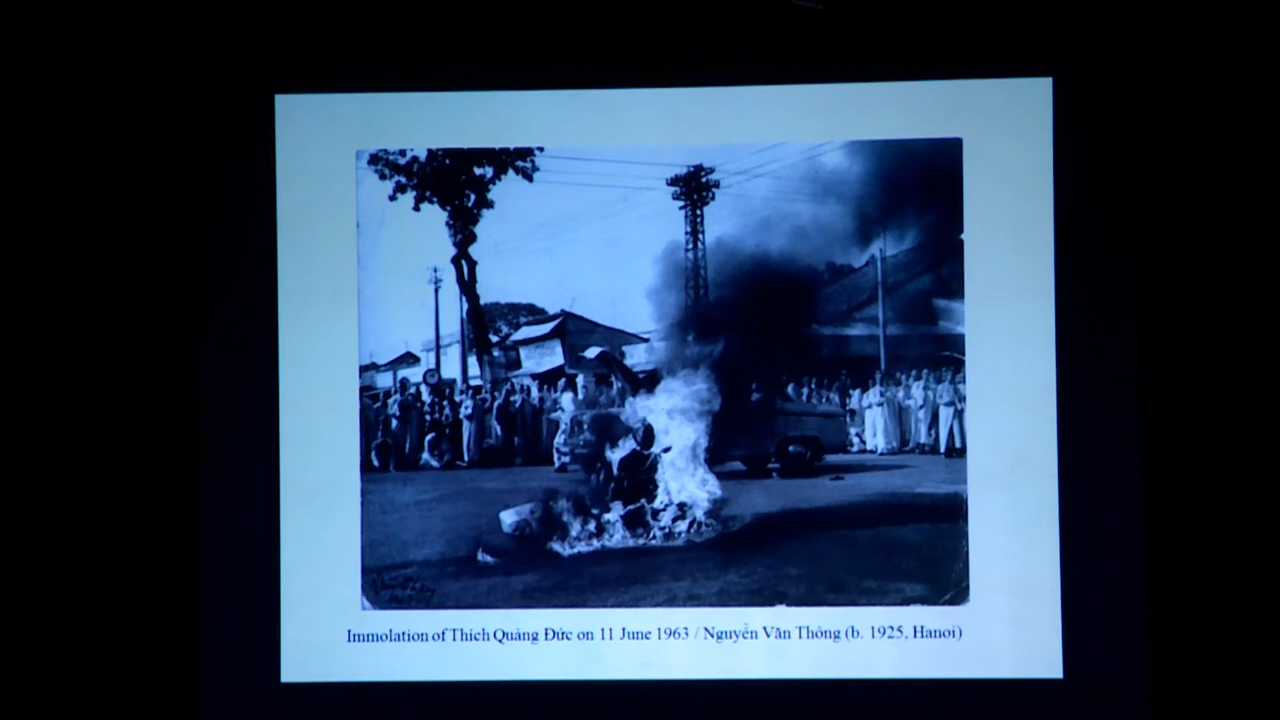 Immolation of Thích Quảng Đức on 11 June 1963 / Nguyễn Văn Thông (b. 1925, Hanoi)